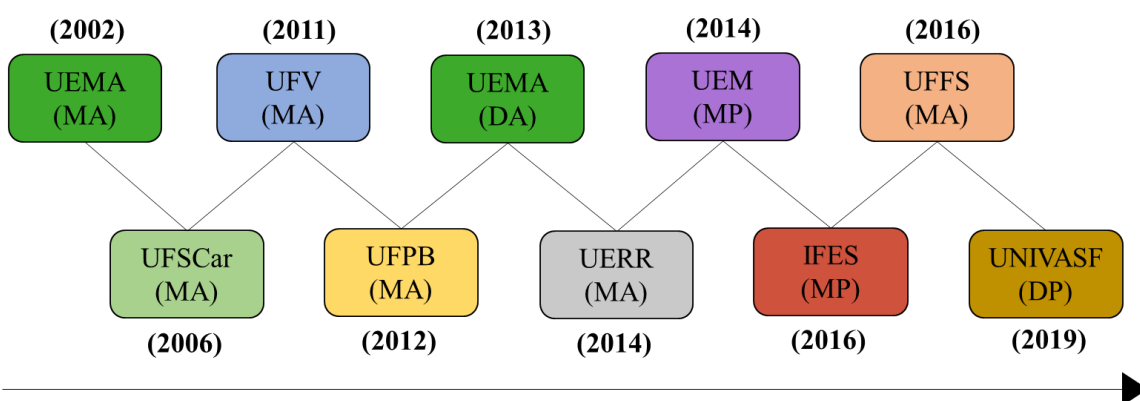 (2002)
(2011)
(2013)
(2014)
(2016)
UEMA
(MA)
UFV
(MA)
UEMA
(DA)
UEM
(MP)
UFFS
(MA)
UFSCar
(MA)
UFPB
(MA)
UERR
(MA)
IFES
(MP)
UNIVASF
(DP)
(2006)
(2012)
(2014)
(2016)
(2019)